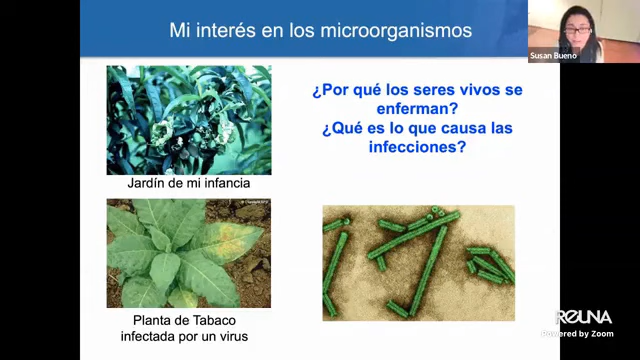 Mi interés en los microorganismos
Susan Bueno
¿Por qué los seres vivos se
enferman?
¿Qué es lo que causa las
infecciones?
Jardín de mi infancia
Planta de Tabaco
infectada por un virus
REUNA
Powered by Zoom